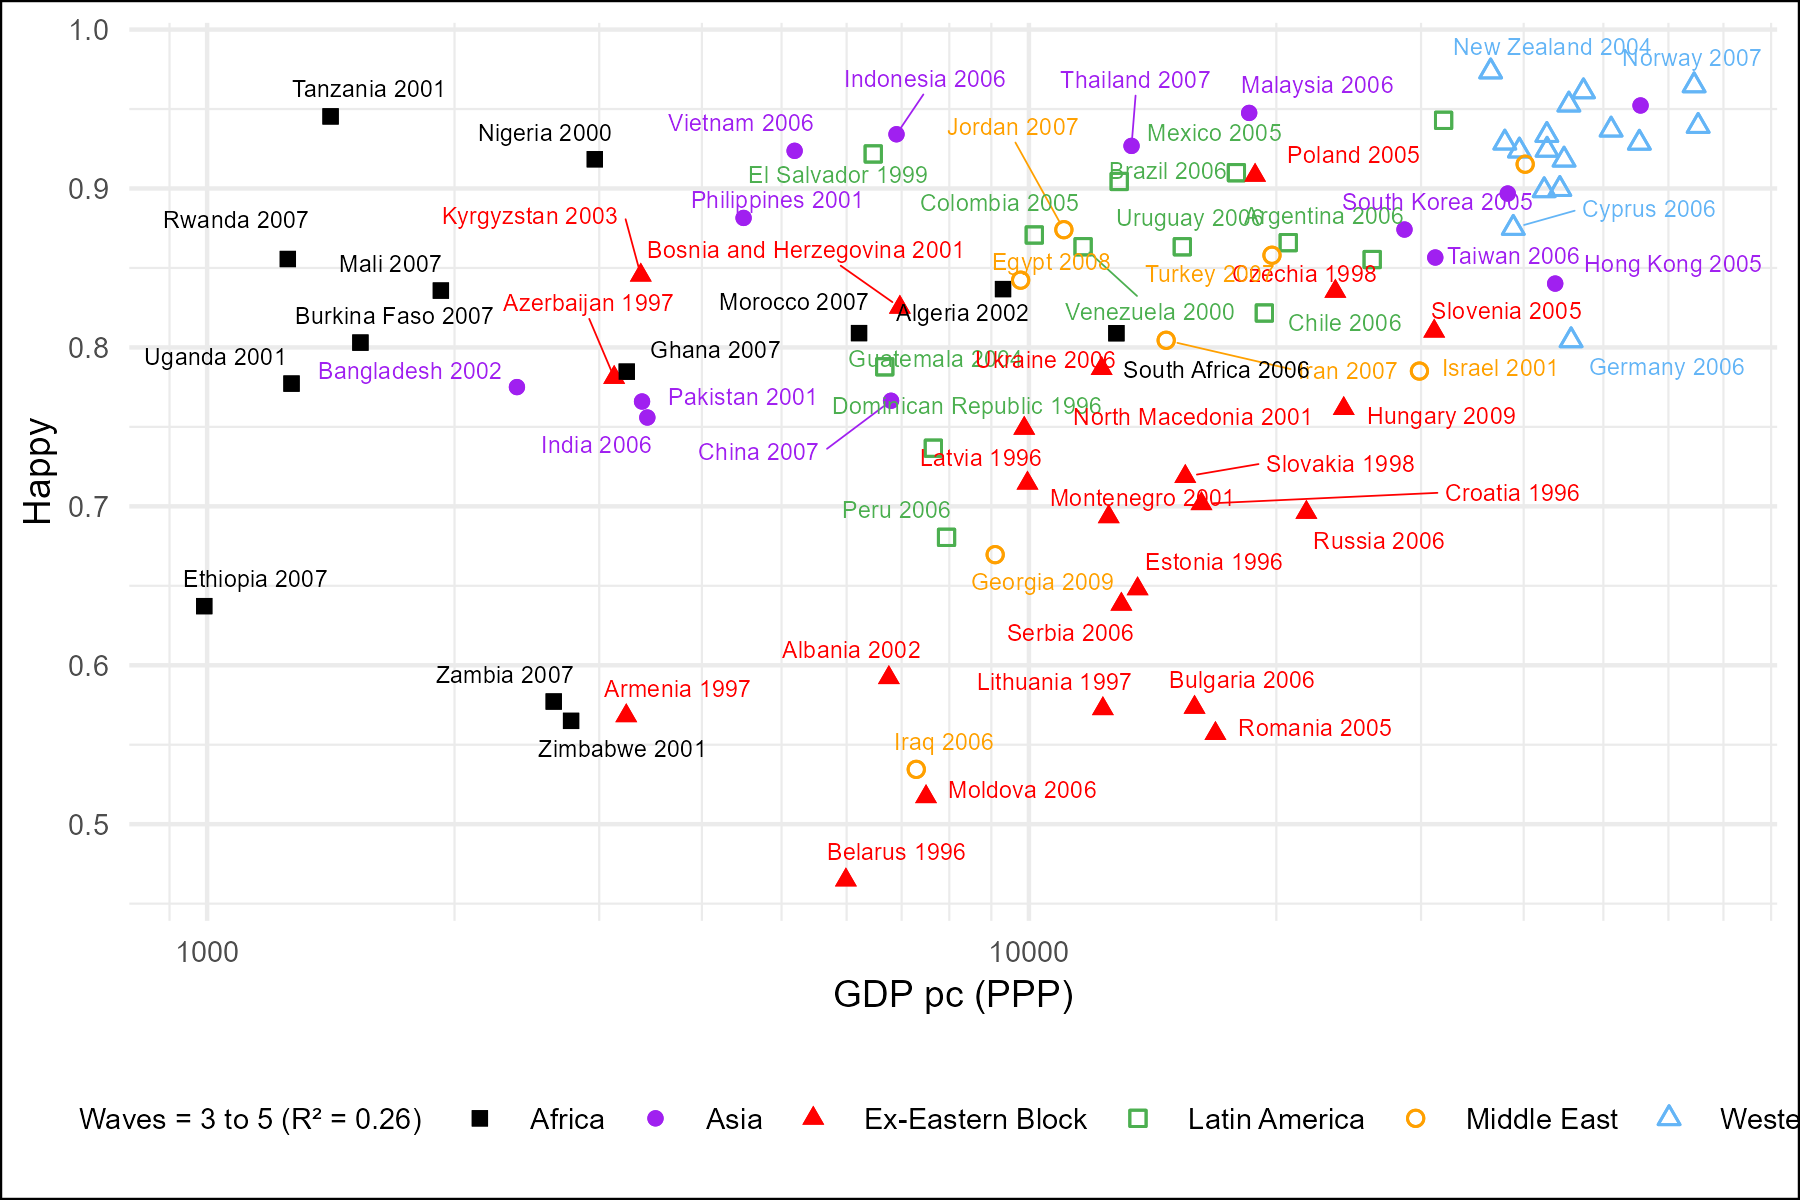 1.0
New Zealand 2004
Norway 2007
Indonesia 2006
Thailand 2007
Malaysia 2006
Tanzania 2001
Vietnam 2006
Jordan 2007
Mexico 2005
Nigeria 2000
Poland 2005
El Salvador 1999
Brazil 2006
0.9
Philippines 2001
Colombia 2005
South Korea 2005
Cyprus 2006
Rwanda 2007
Kyrgyzstan 2003
Uruguay 2006
Argentina 2006
Bosnia and Herzegovina 2001
Taiwan 2006
Mali 2007
Egypt 2008
Turkey 2007
Czechia 1998
Hong Kong 2005
Azerbaijan 1997
Morocco 2007
Algeria 2002
Venezuela 2000
Slovenia 2005
Burkina Faso 2007
Chile 2006
0.8
Uganda 2001
Ghana 2007
Guatemala 2004
Ukraine 2006
Bangladesh 2002
South Africa 2006
Iran 2007
Israel 2001
Germany 2006
Pakistan 2001
Dominican Republic 1996
North Macedonia 2001
Hungary 2009
India 2006
China 2007
Latvia 1996
Slovakia 1998
Montenegro 2001
Croatia 1996
0.7
Peru 2006
Russia 2006
Estonia 1996
Ethiopia 2007
Georgia 2009
Serbia 2006
Albania 2002
0.6
Zambia 2007
Armenia 1997
Lithuania 1997
Bulgaria 2006
Romania 2005
Zimbabwe 2001
Iraq 2006
Moldova 2006
0.5
Belarus 1996
Happy
1000
10000
GDP pc (PPP)
Waves = 3 to 5 (R² = 0.26) Africa Asia Ex-Eastern Block Latin America Middle East Weste